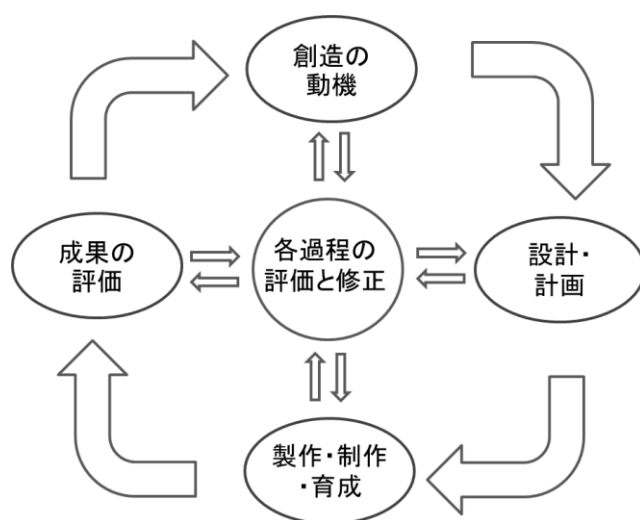 創造の
動機
成果の
評価
各過程の
評価と修正
設計・
計画
製作・制作
・育成